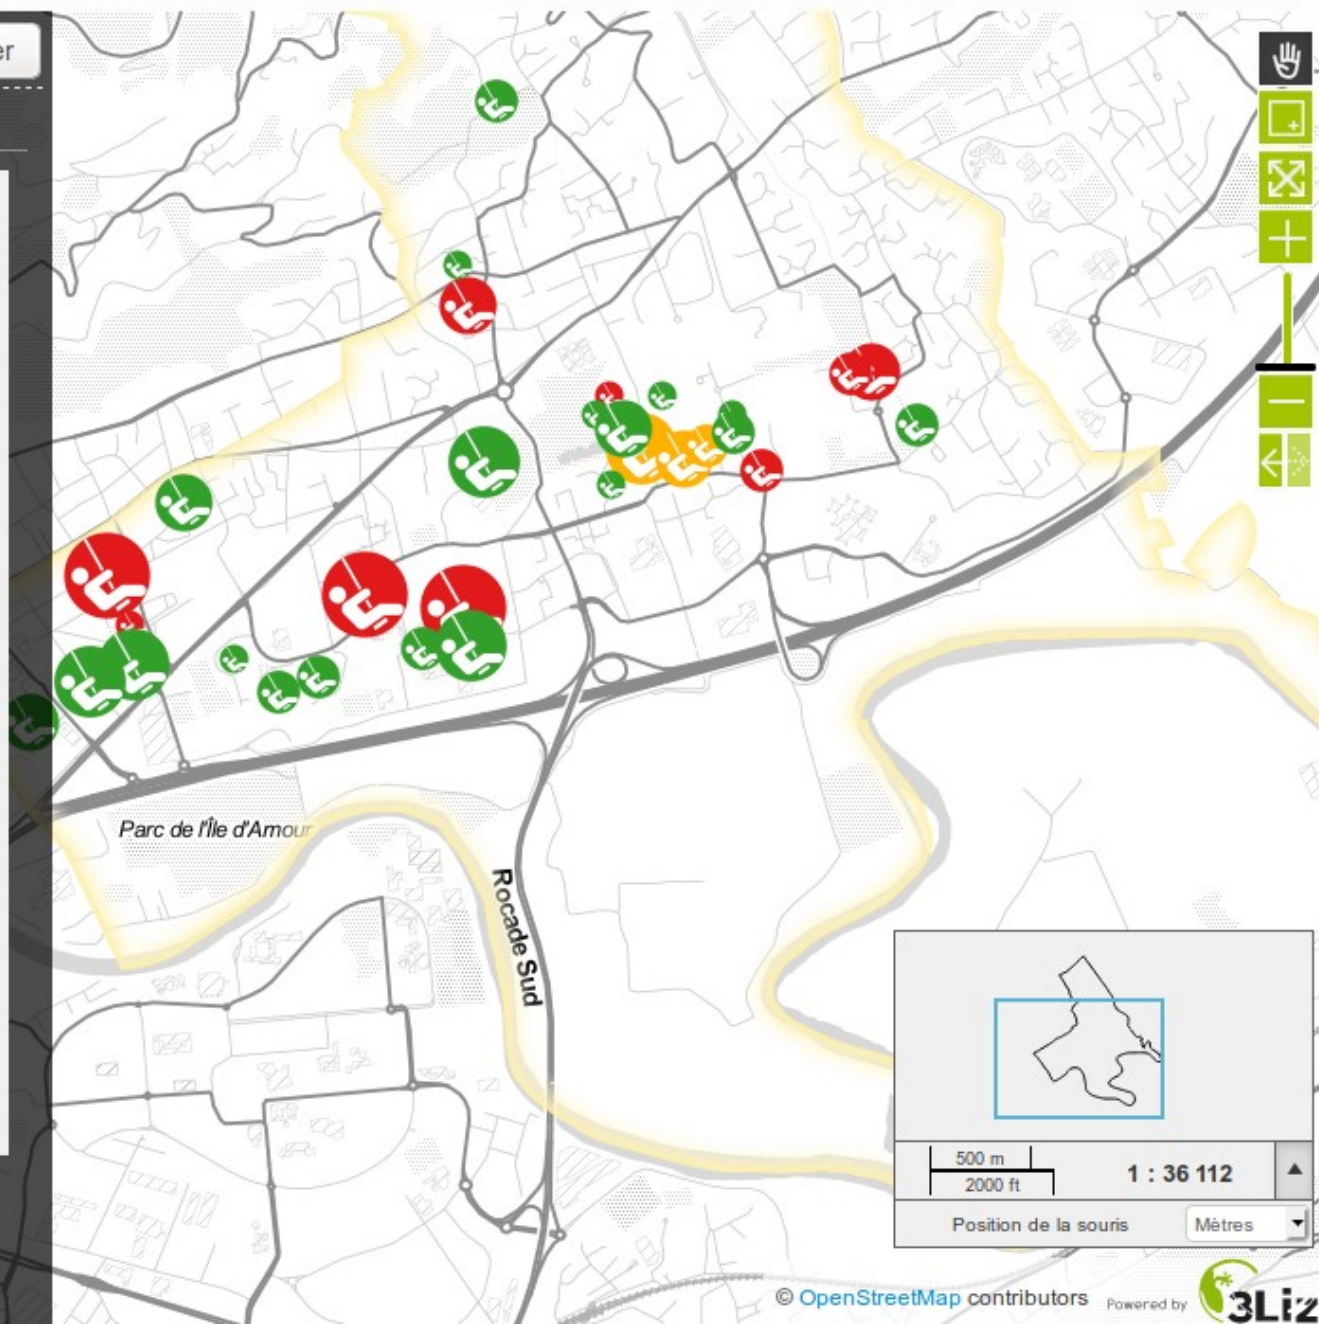 er
Parc de l'Île d'Amour
Rocade Sud
500 m
2000 ft
1 : 36 112
Position de la souris
Mètres
© OpenStreetMap contributors
Powered by
3Liz